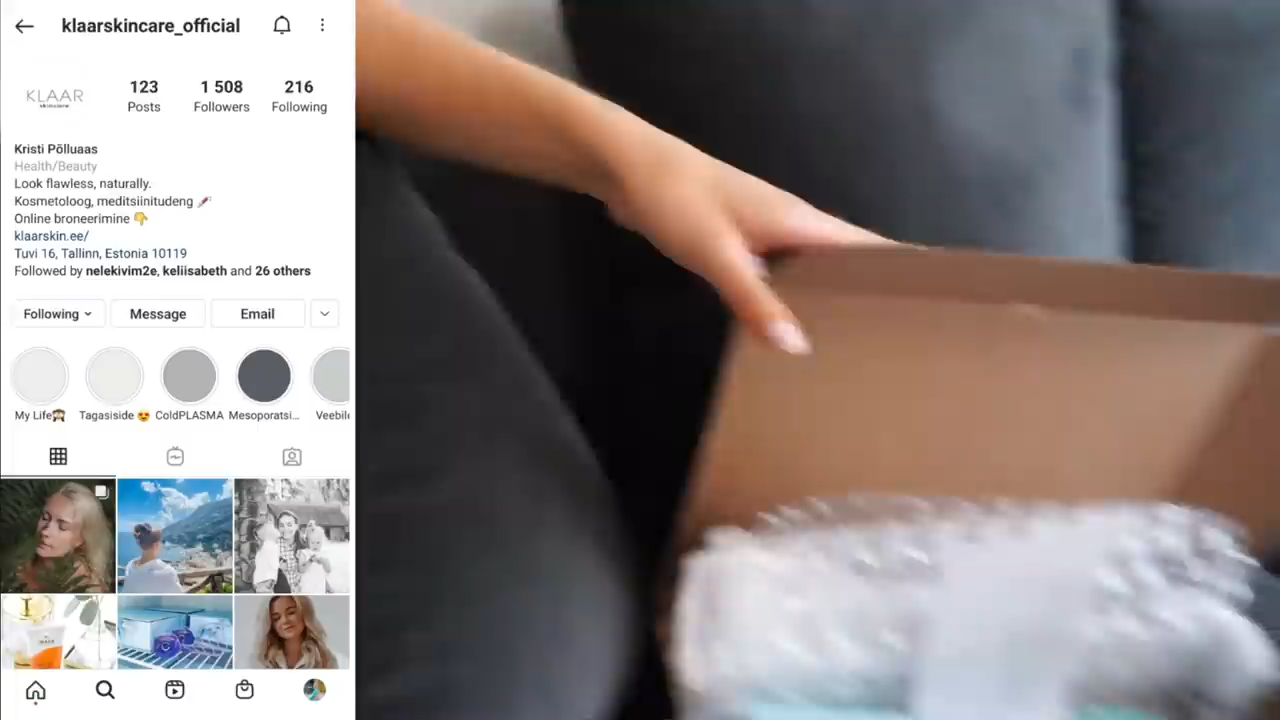 klaarskincare_official
123
1 508
216
Posts
Followers
Following
KLAAR
skincare
Kristi Põlluaas
Health/Beauty
Look flawless, naturally.
Kosmetoloog, meditsiinitudeng
Online broneerimine
klaarskin.ee/
Tuvi 16, Tallinn, Estonia 10119
Followed by nelekivim2e, keliisabeth and 26 others
Following
Message
Email
My Life
Tagasiside
ColdPLASMA
Mesoporatsi...
Veebile